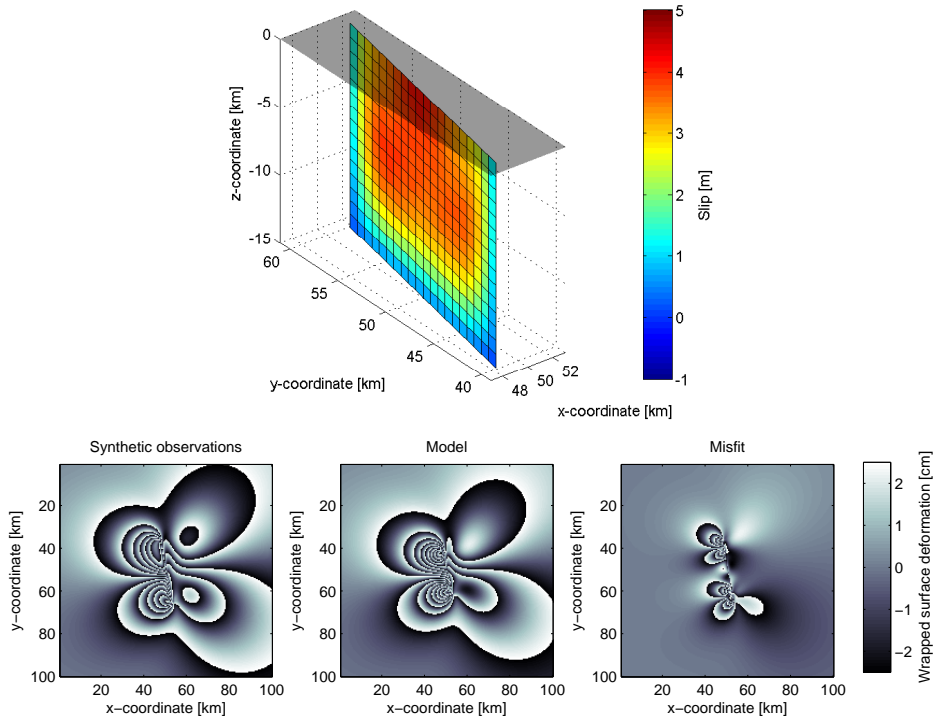 0
-5
-10
-15
z-coordinate [km]
60
55
50
45
40
y-coordinate [km]
48
50
52
x-coordinate [km]
5
4
3
2
1
0
-1
Slip [m]
Synthetic observations
20
40
60
80
100
y−coordinate [km]
20 40 60 80 100
x−coordinate [km]
Model
20
40
60
80
100
y−coordinate [km]
20 40 60 80 100
x−coordinate [km]
Misfit
20
40
60
80
100
y−coordinate [km]
20 40 60 80 100
x−coordinate [km]
2
1
0
−1
−2
Wrapped surface deformation [cm]